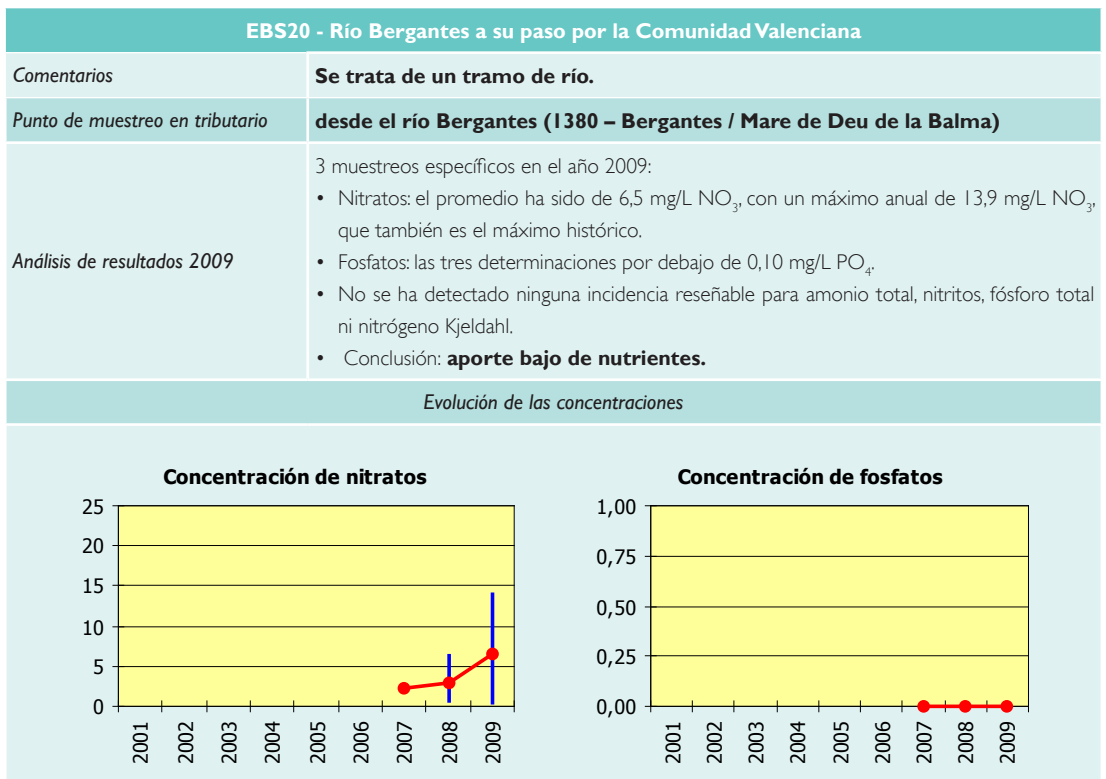 EBS20 - Río Bergantes a su paso por la Comunidad Valenciana
Comentarios
Se trata de un tramo de río.
Punto de muestreo en tributario
desde el río Bergantes (1380 – Bergantes / Mare de Deu de la Balma)
Análisis de resultados 2009
3 muestreos específicos en el año 2009:
• Nitratos: el promedio ha sido de 6,5 mg/L NO₃, con un máximo anual de 13,9 mg/L NO₃,
que también es el máximo histórico.
• Fosfatos: las tres determinaciones por debajo de 0,10 mg/L PO₄.
• No se ha detectado ninguna incidencia reseñable para amonio total, nitritos, fósforo total
ni nitrógeno Kjeldahl.
• Conclusión: aporte bajo de nutrientes.
Evolución de las concentraciones
Concentración de nitratos
25
20
15
10
5
0
2001
2002
2003
2004
2005
2006
2007
2008
2009
Concentración de fosfatos
1,00
0,75
0,50
0,25
0,00
2001
2002
2003
2004
2005
2006
2007
2008
2009